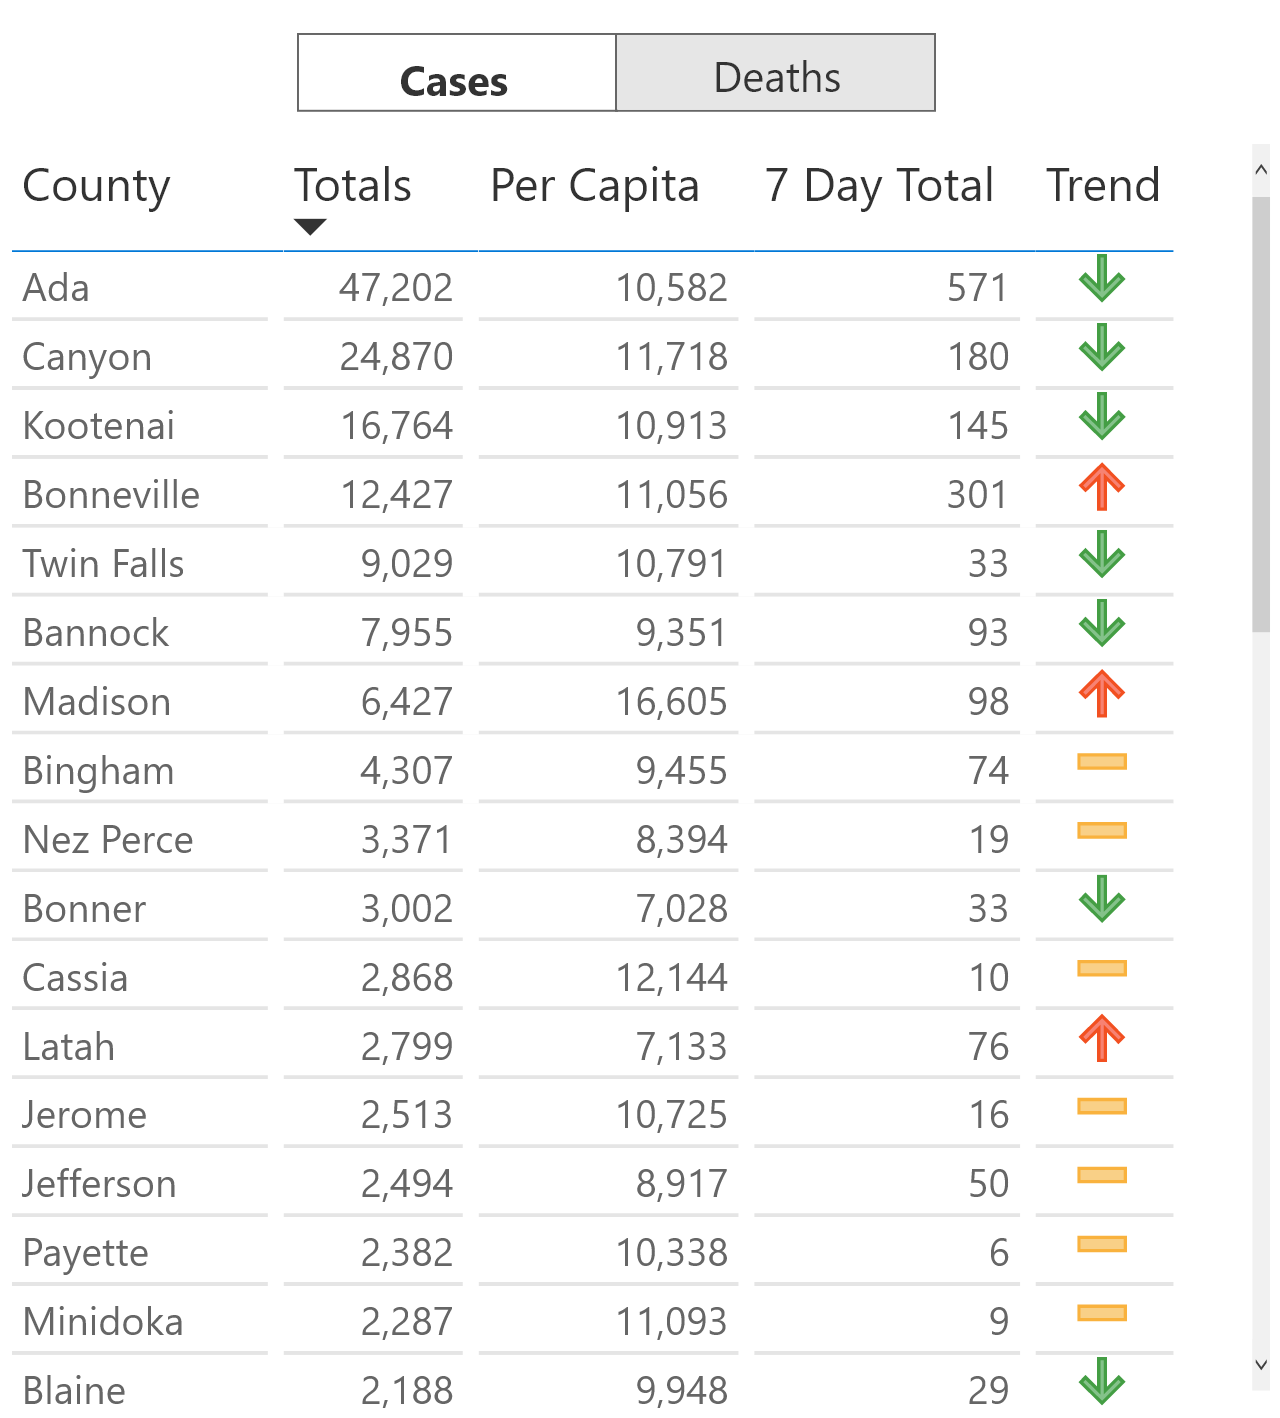 Cases Deaths
County Totals Per Capita 7 Day Total Trend
Ada 47,202 10,582 571
Canyon 24,870 11,718 180
Kootenai 16,764 10,913 145
Bonneville 12,427 11,056 301
Twin Falls 9,029 10,791 33
Bannock 7,955 9,351 93
Madison 6,427 16,605 98
Bingham 4,307 9,455 74
Nez Perce 3,371 8,394 19
Bonner 3,002 7,028 33
Cassia 2,868 12,144 10
Latah 2,799 7,133 76
Jerome 2,513 10,725 16
Jefferson 2,494 8,917 50
Payette 2,382 10,338 6
Minidoka 2,287 11,093 9
Blaine 2,188 9,948 29